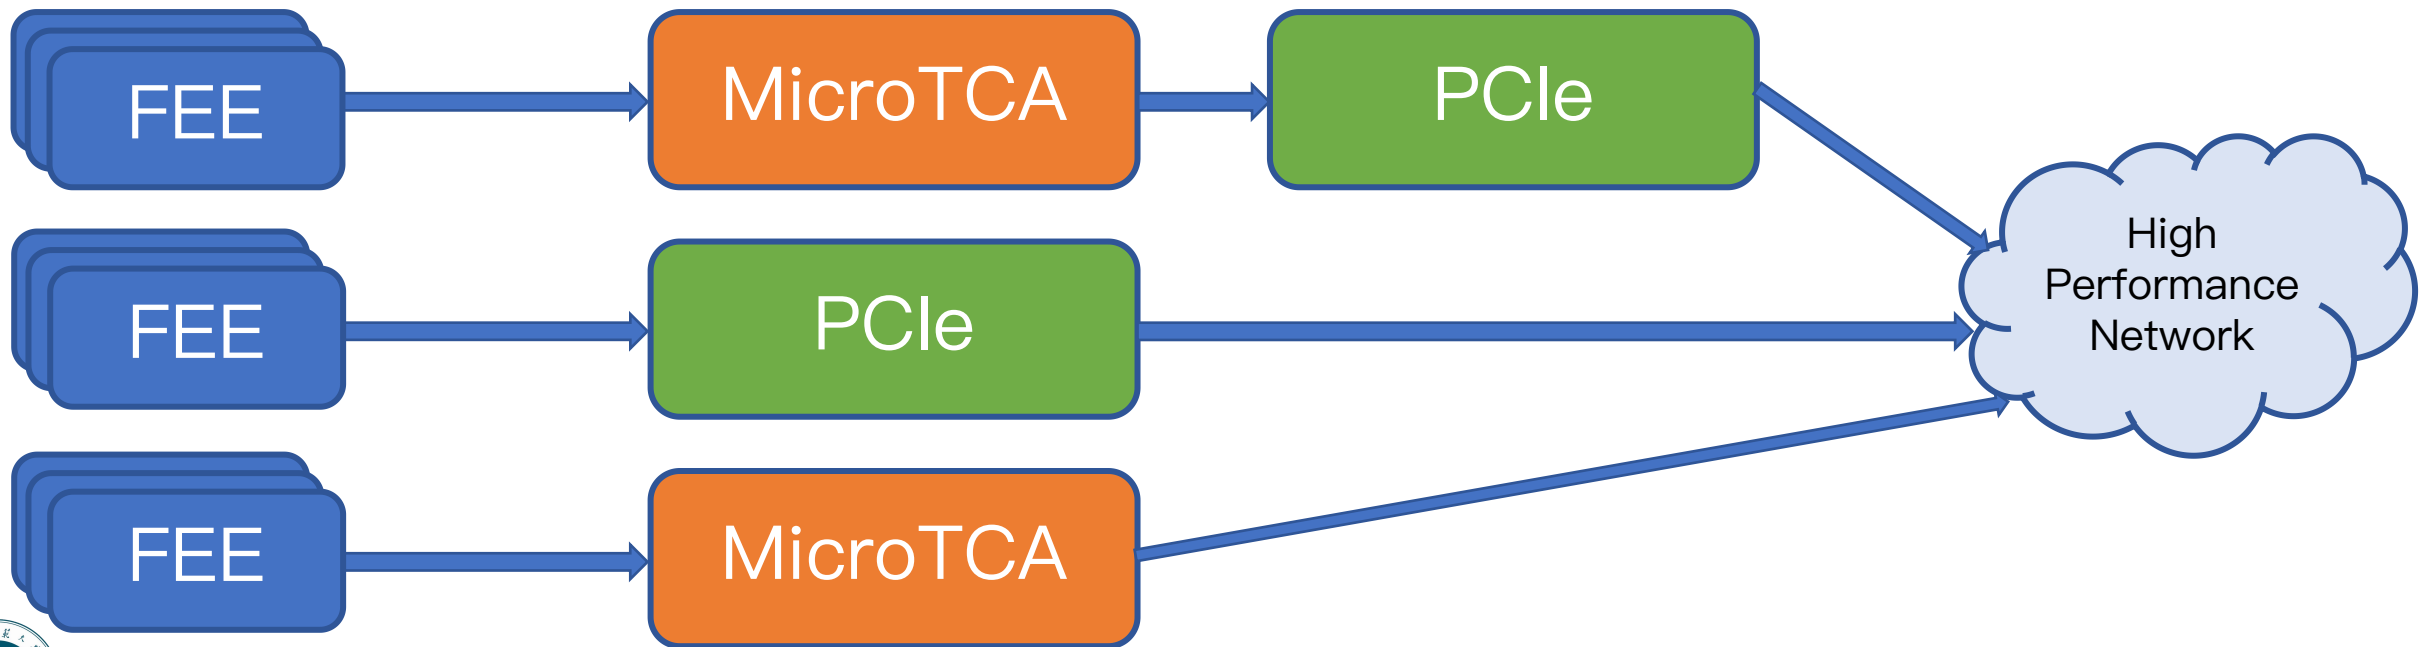 FEE
MicroTCA
PCIe
FEE
PCIe
High
Performance
Network
FEE
MicroTCA